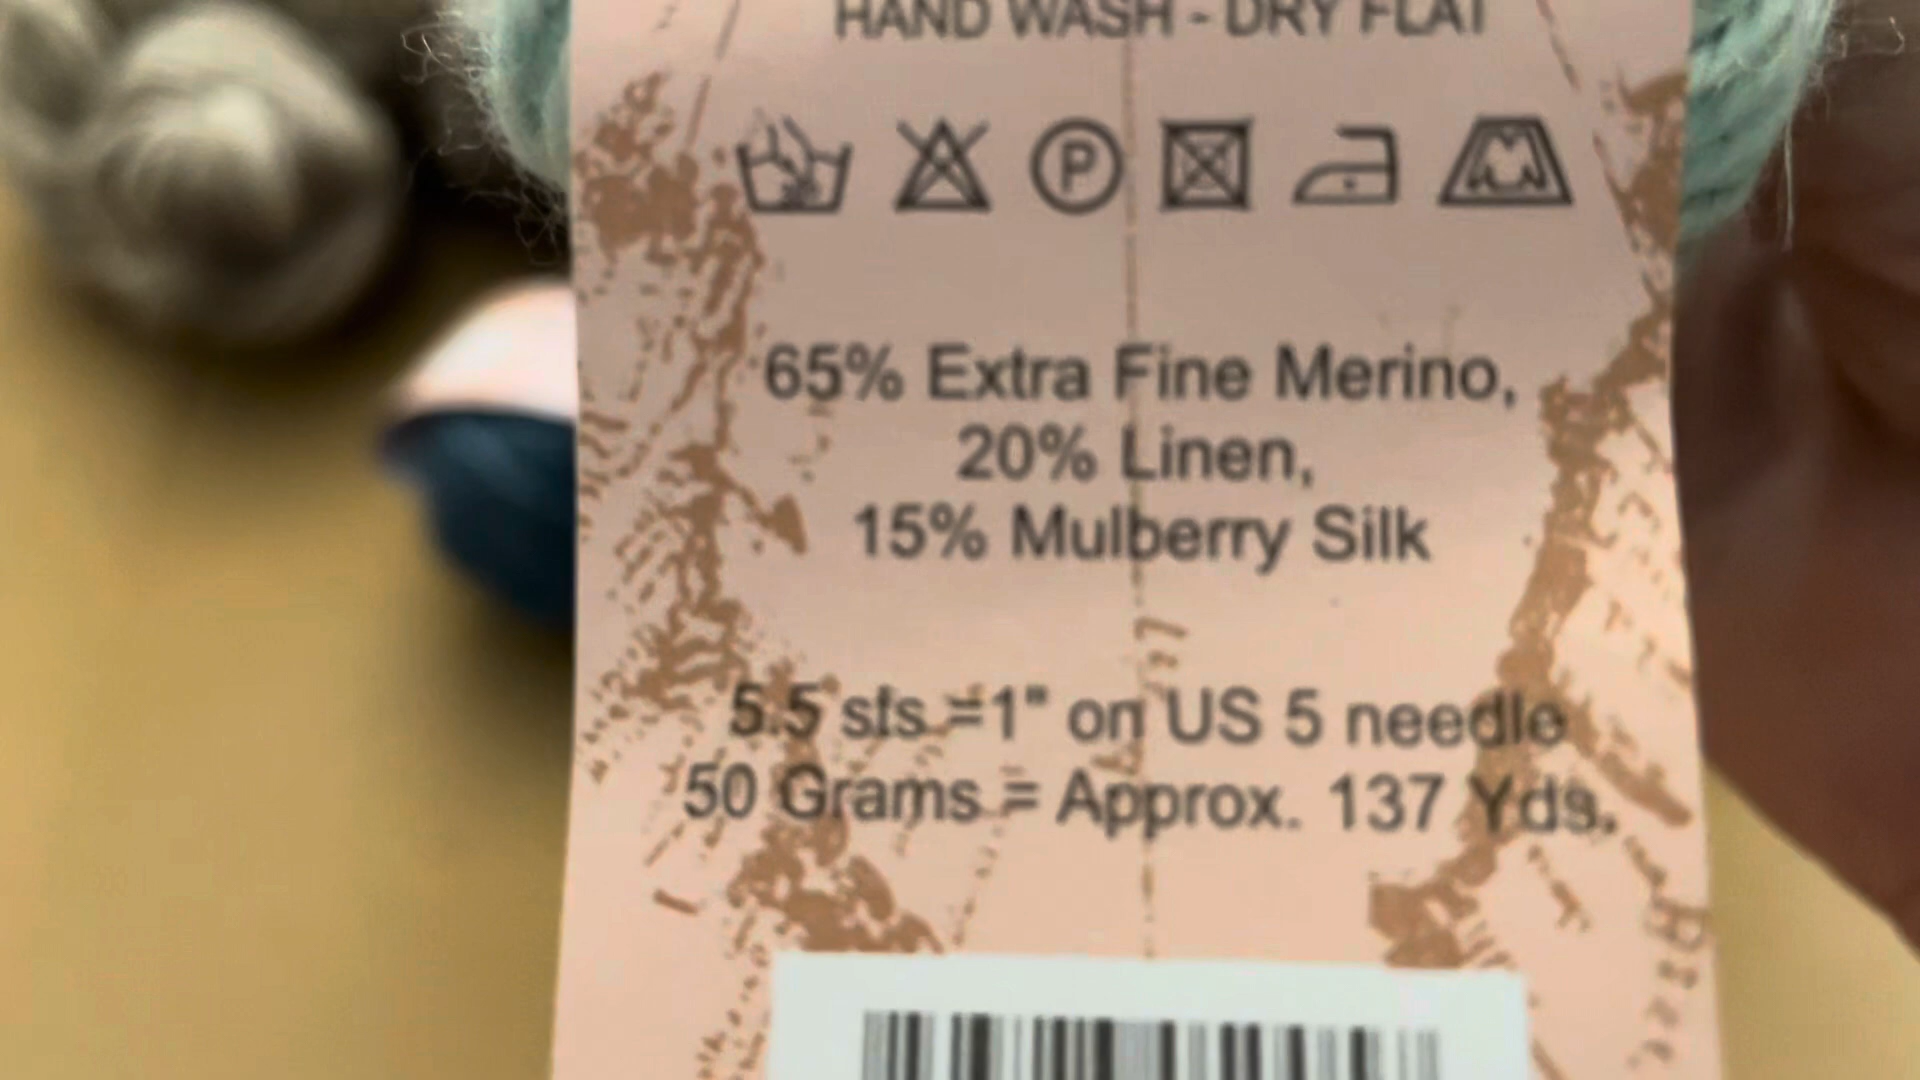 HAND WASH - DRY FLAT
P
65% Extra Fine Merino,
20% Linen,
15% Mulberry Silk
5.5 sts =1" on US 5 needle
50 Grams = Approx. 137 Yds.